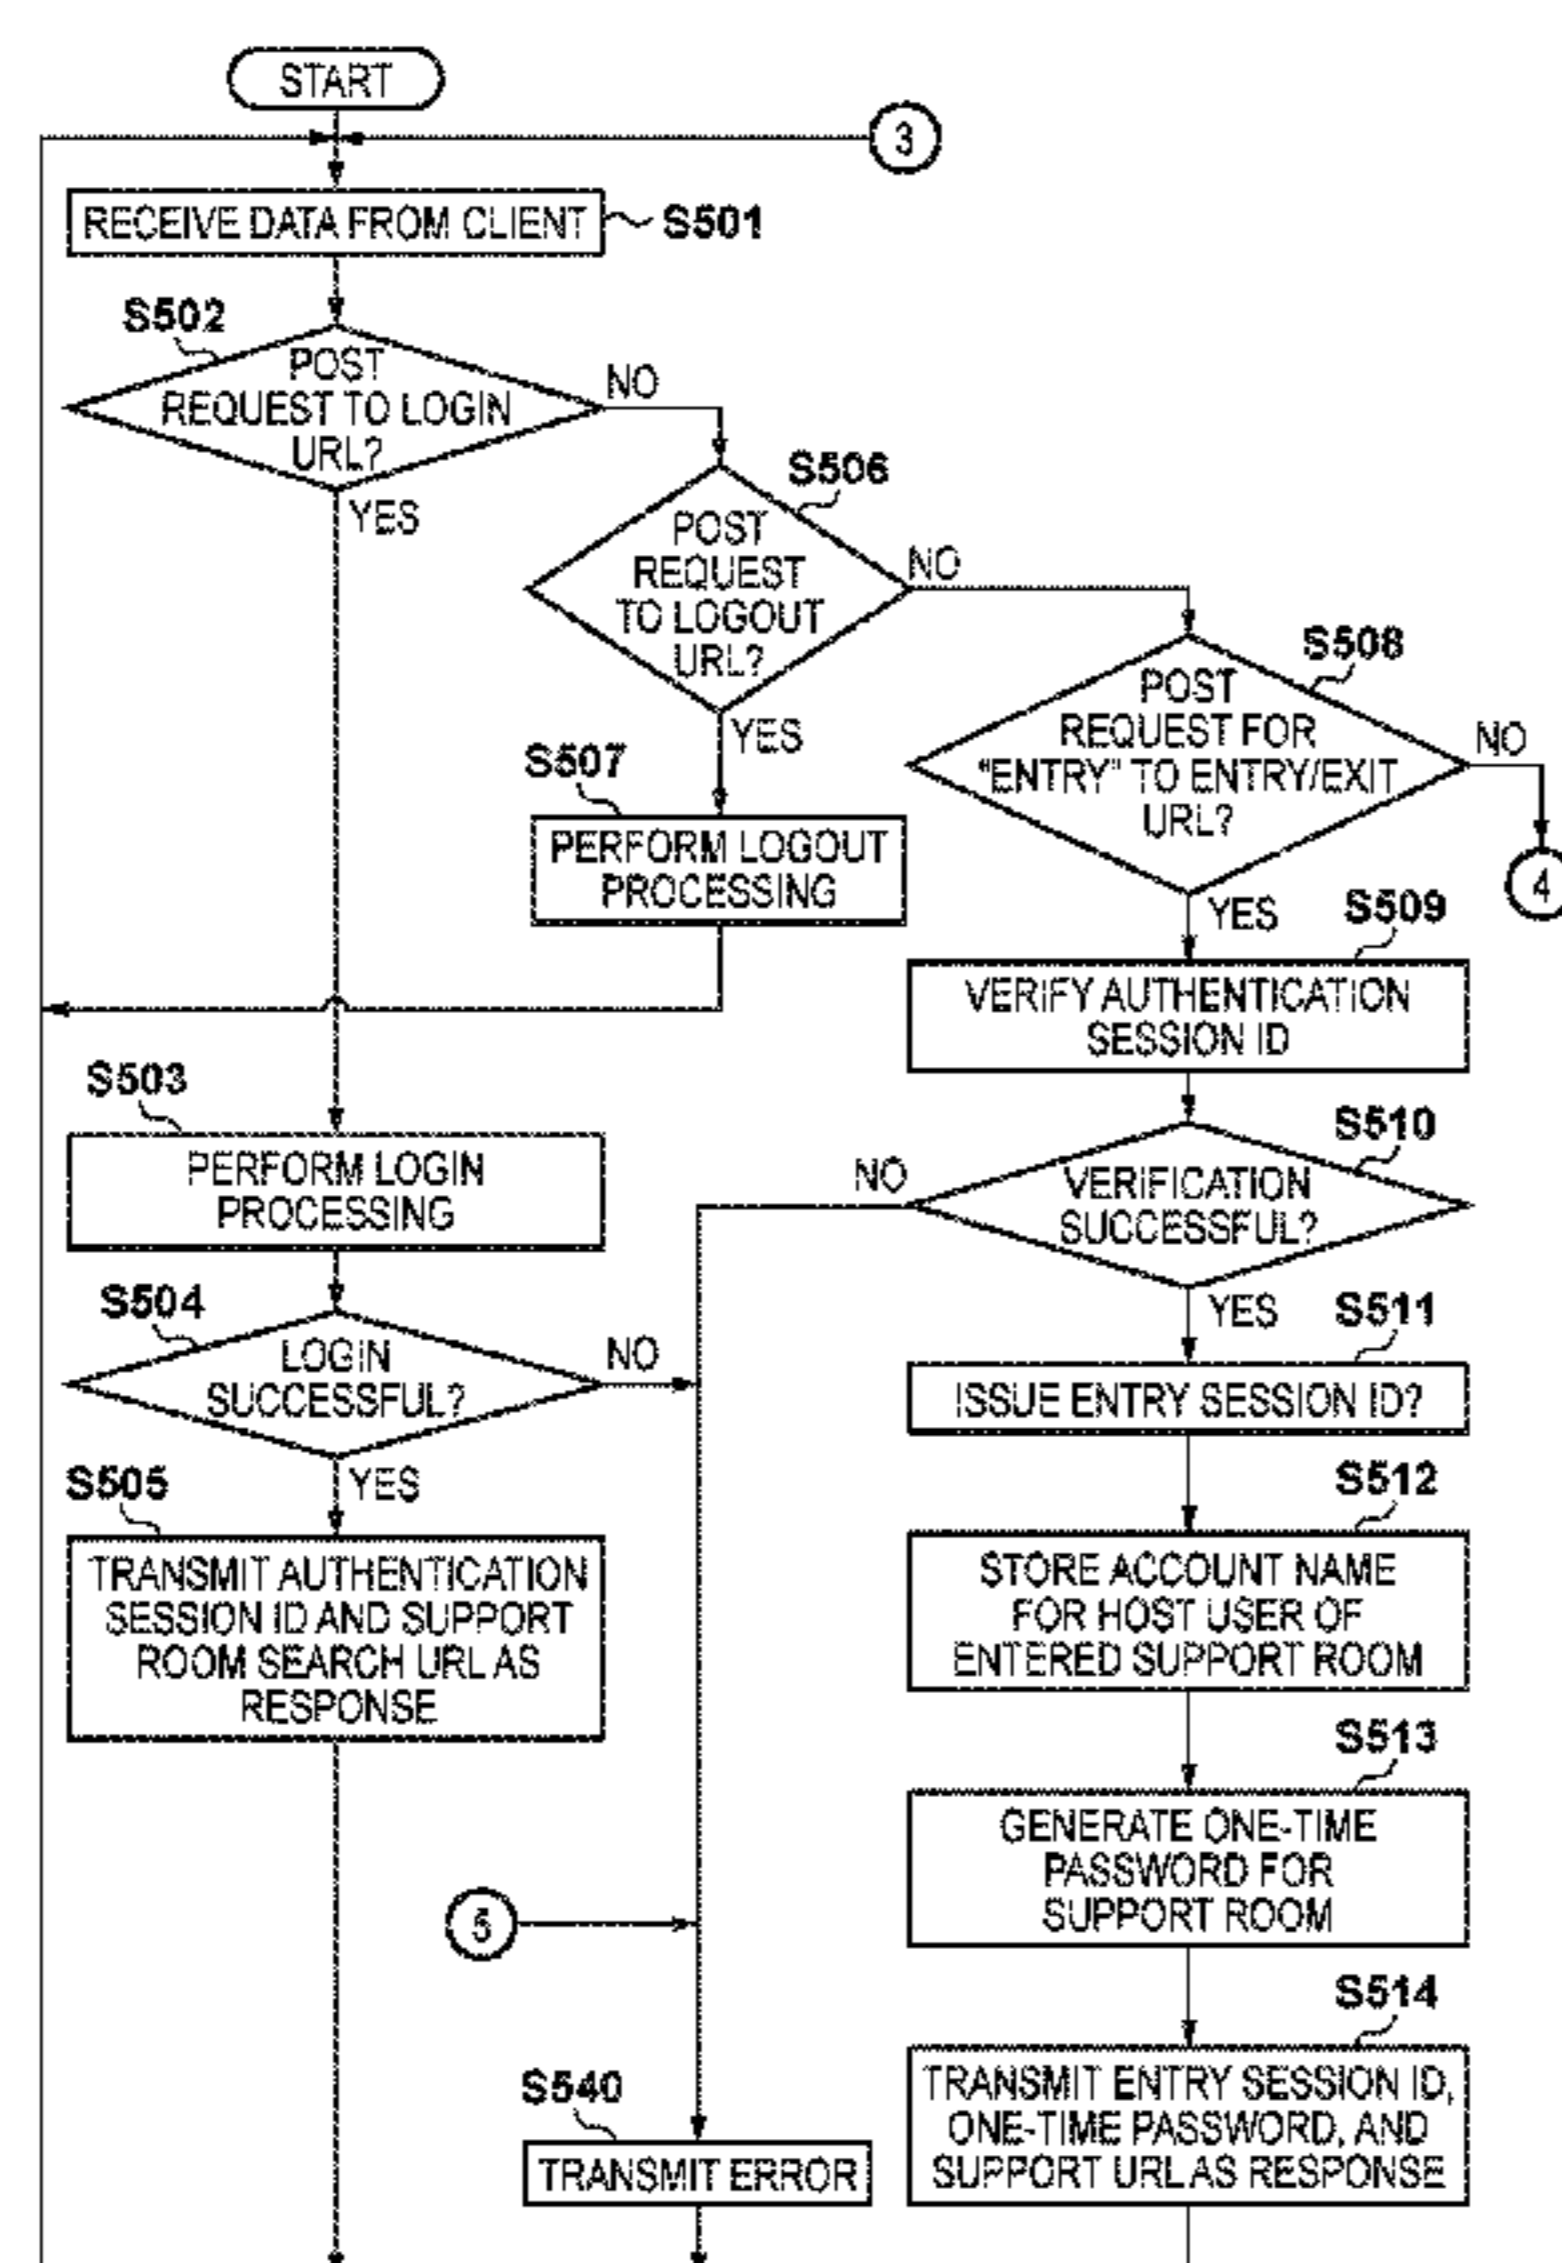 START
3
RECEIVE DATA FROM CLIENT
S501
S502
POST
REQUEST TO LOGIN
URL?
NO
YES
S506
POST
REQUEST
TO LOGOUT
URL?
NO
YES
S507
PERFORM LOGOUT
PROCESSING
S508
POST
REQUEST FOR
"ENTRY" TO ENTRY/EXIT
URL?
NO
4
YES
S509
VERIFY AUTHENTICATION
SESSION ID
S503
PERFORM LOGIN
PROCESSING
S510
NO
VERIFICATION
SUCCESSFUL?
YES
S504
LOGIN
SUCCESSFUL?
NO
YES
S511
ISSUE ENTRY SESSION ID?
S505
TRANSMIT AUTHENTICATION
SESSION ID AND SUPPORT
ROOM SEARCH URL AS
RESPONSE
S512
STORE ACCOUNT NAME
FOR HOST USER OF
ENTERED SUPPORT ROOM
S513
GENERATE ONE-TIME
PASSWORD FOR
SUPPORT ROOM
5
S514
TRANSMIT ENTRY SESSION ID,
ONE-TIME PASSWORD, AND
SUPPORT URL AS RESPONSE
S540
TRANSMIT ERROR